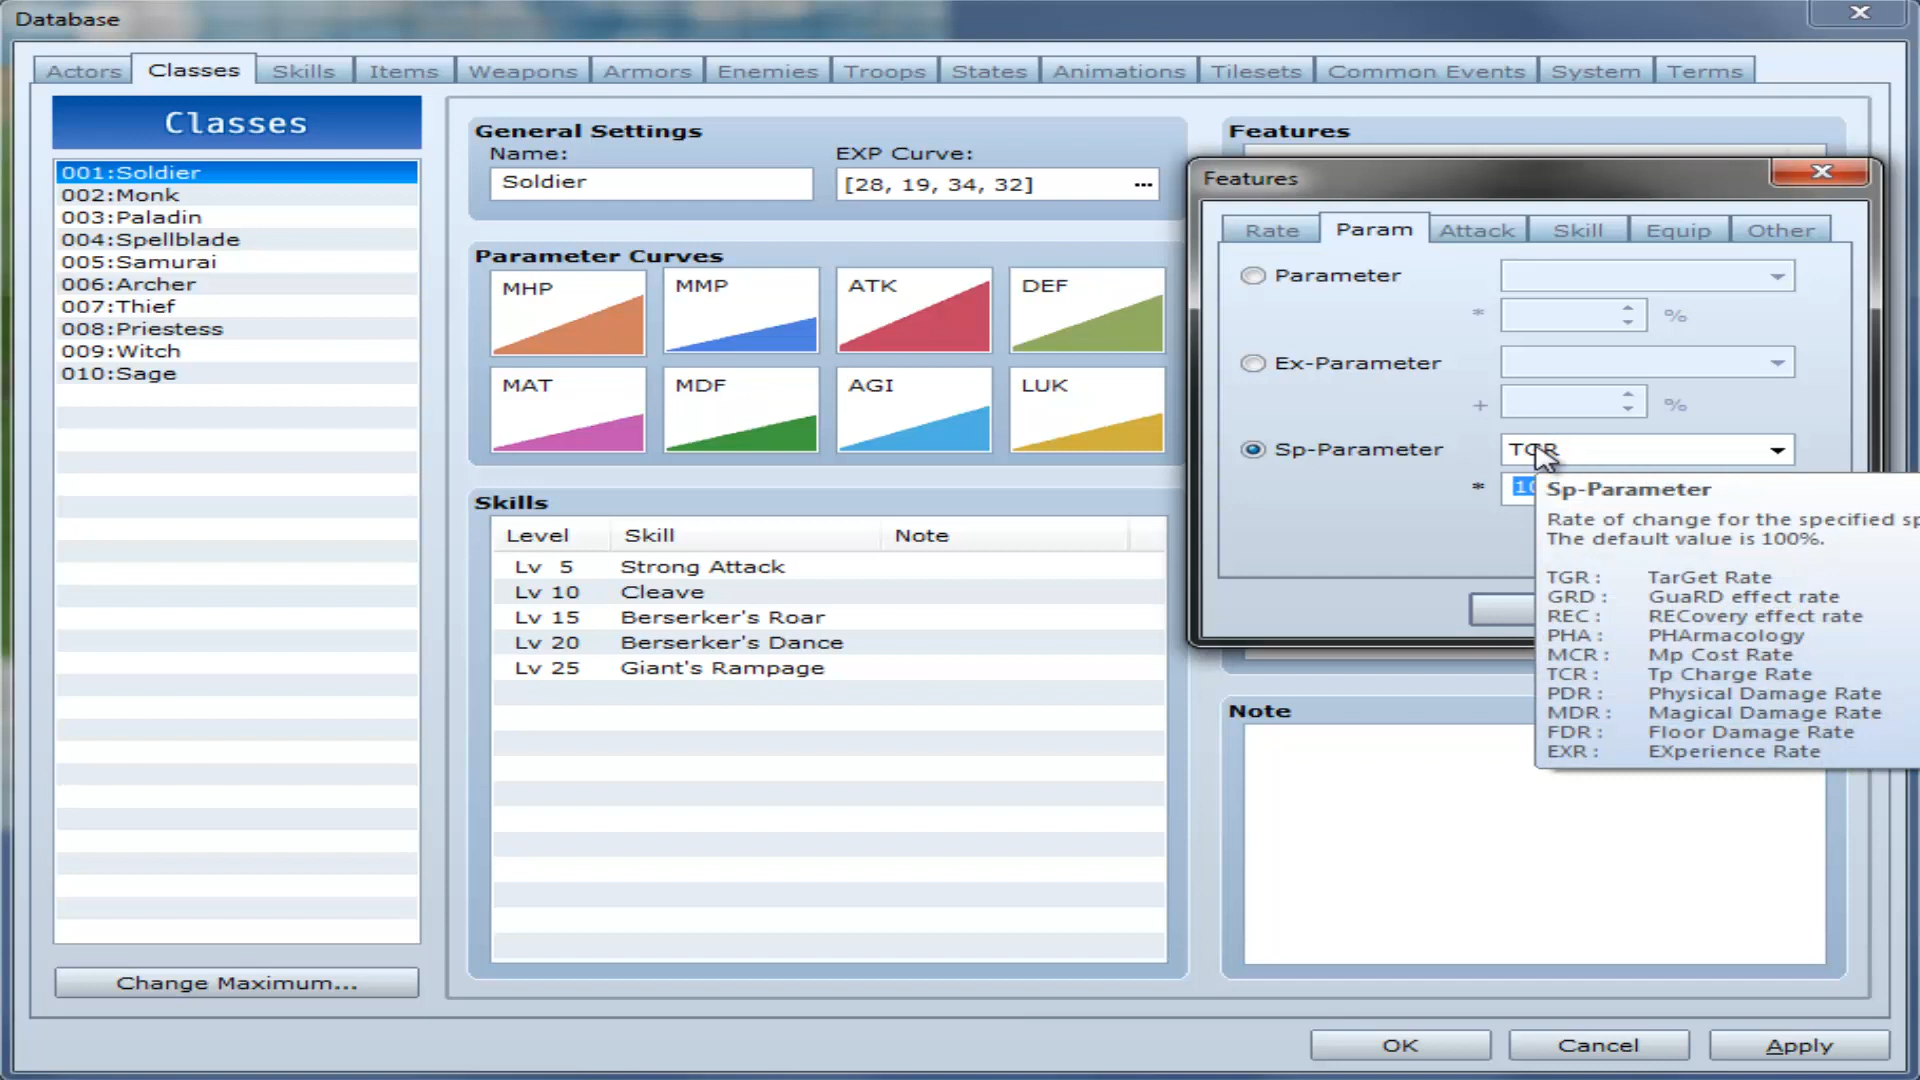 Database
Actors Classes Skills Items Weapons Armors Enemies Troops States Animations Tilesets Common Events System Terms
Classes
001:Soldier
002:Monk
003:Paladin
004:Spellblade
005:Samurai
006:Archer
007:Thief
008:Priestess
009:Witch
010:Sage
Change Maximum...
General Settings
Name:
Soldier
EXP Curve:
[28, 19, 34, 32] ...
Parameter Curves
MHP MMP ATK DEF
MAT MDF AGI LUK
Skills
Level Skill Note
Lv 5 Strong Attack
Lv 10 Cleave
Lv 15 Berserker's Roar
Lv 20 Berserker's Dance
Lv 25 Giant's Rampage
Features
Features
Rate Param Attack Skill Equip Other
Parameter
* %
Ex-Parameter
+ %
Sp-Parameter TGR
* 10
Sp-Parameter
Rate of change for the specified sp
The default value is 100%.
TGR : TarGet Rate
GRD : GuaRD effect rate
REC : RECovery effect rate
PHA : PHArmacology
MCR : Mp Cost Rate
TCR : Tp Charge Rate
PDR : Physical Damage Rate
MDR : Magical Damage Rate
FDR : Floor Damage Rate
EXR : EXperience Rate
Note
OK Cancel Apply